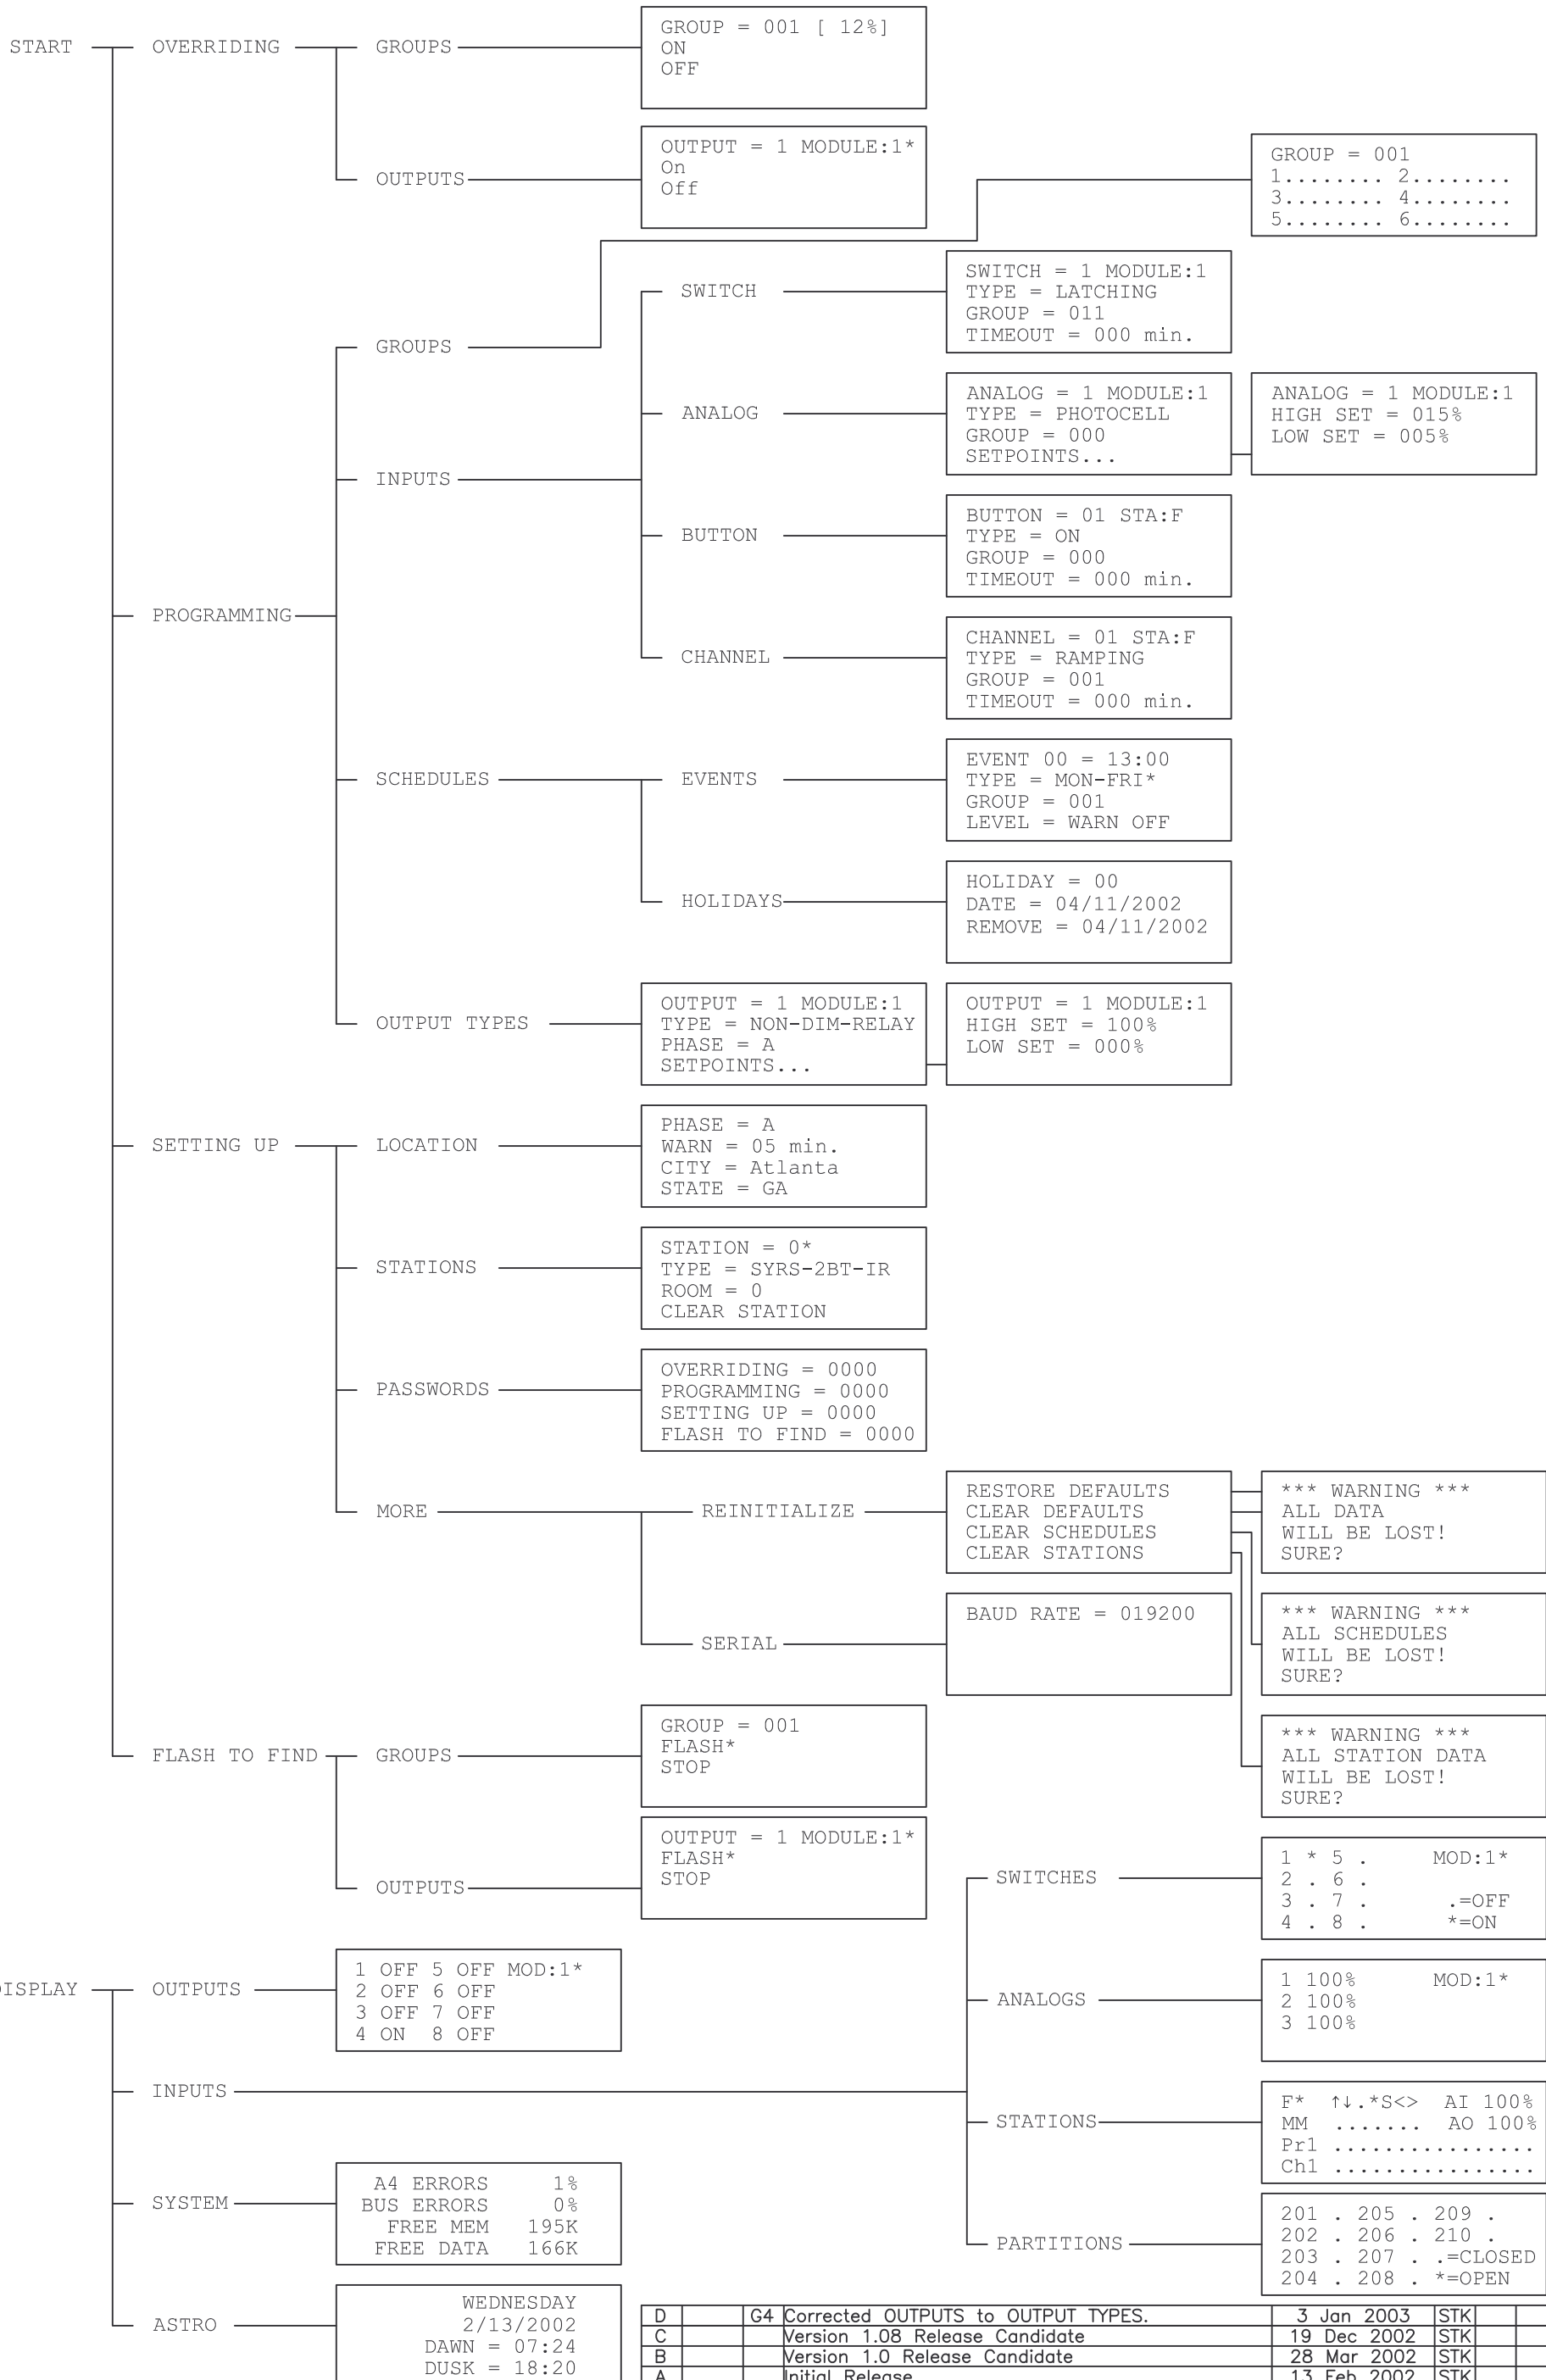 START
OVERRIDING
GROUPS
GROUP = 001 [ 12%]
ON
OFF
OUTPUTS
OUTPUT = 1 MODULE:1*
On
Off
PROGRAMMING
GROUPS
GROUP = 001
1........ 2........
3........ 4........
5........ 6........
INPUTS
SWITCH
SWITCH = 1 MODULE:1
TYPE = LATCHING
GROUP = 011
TIMEOUT = 000 min.
ANALOG
ANALOG = 1 MODULE:1
TYPE = PHOTOCELL
GROUP = 000
SETPOINTS...
ANALOG = 1 MODULE:1
HIGH SET = 015%
LOW SET = 005%
BUTTON
BUTTON = 01 STA:F
TYPE = ON
GROUP = 000
TIMEOUT = 000 min.
CHANNEL
CHANNEL = 01 STA:F
TYPE = RAMPING
GROUP = 001
TIMEOUT = 000 min.
SCHEDULES
EVENTS
EVENT 00 = 13:00
TYPE = MON-FRI*
GROUP = 001
LEVEL = WARN OFF
HOLIDAYS
HOLIDAY = 00
DATE = 04/11/2002
REMOVE = 04/11/2002
OUTPUT TYPES
OUTPUT = 1 MODULE:1
TYPE = NON-DIM-RELAY
PHASE = A
SETPOINTS...
OUTPUT = 1 MODULE:1
HIGH SET = 100%
LOW SET = 000%
SETTING UP
LOCATION
PHASE = A
WARN = 05 min.
CITY = Atlanta
STATE = GA
STATIONS
STATION = 0*
TYPE = SYRS-2BT-IR
ROOM = 0
CLEAR STATION
PASSWORDS
OVERRIDING = 0000
PROGRAMMING = 0000
SETTING UP = 0000
FLASH TO FIND = 0000
MORE
REINITIALIZE
RESTORE DEFAULTS
CLEAR DEFAULTS
CLEAR SCHEDULES
CLEAR STATIONS
*** WARNING ***
ALL DATA
WILL BE LOST!
SURE?
*** WARNING ***
ALL SCHEDULES
WILL BE LOST!
SURE?
*** WARNING ***
ALL STATION DATA
WILL BE LOST!
SURE?
SERIAL
BAUD RATE = 019200
FLASH TO FIND
GROUPS
GROUP = 001
FLASH*
STOP
OUTPUTS
OUTPUT = 1 MODULE:1*
FLASH*
STOP
DISPLAY
OUTPUTS
1 OFF 5 OFF MOD:1*
2 OFF 6 OFF
3 OFF 7 OFF
4 ON 8 OFF
INPUTS
SWITCHES
1 * 5 . MOD:1*
2 . 6 .
3 . 7 . .=OFF
4 . 8 . *=ON
ANALOGS
1 100% MOD:1*
2 100%
3 100%
STATIONS
F* ↑↓.*S<> AI 100%
MM ....... AO 100%
Pr1 ................
Ch1 ................
PARTITIONS
201 . 205 . 209 .
202 . 206 . 210 .
203 . 207 . .=CLOSED
204 . 208 . *=OPEN
SYSTEM
A4 ERRORS 1%
BUS ERRORS 0%
FREE MEM 195K
FREE DATA 166K
ASTRO
WEDNESDAY
2/13/2002
DAWN = 07:24
DUSK = 18:20
D G4 Corrected OUTPUTS to OUTPUT TYPES. 3 Jan 2003 STK
C Version 1.08 Release Candidate 19 Dec 2002 STK
B Version 1.0 Release Candidate 28 Mar 2002 STK
A Initial Release 13 Feb 2002 STK